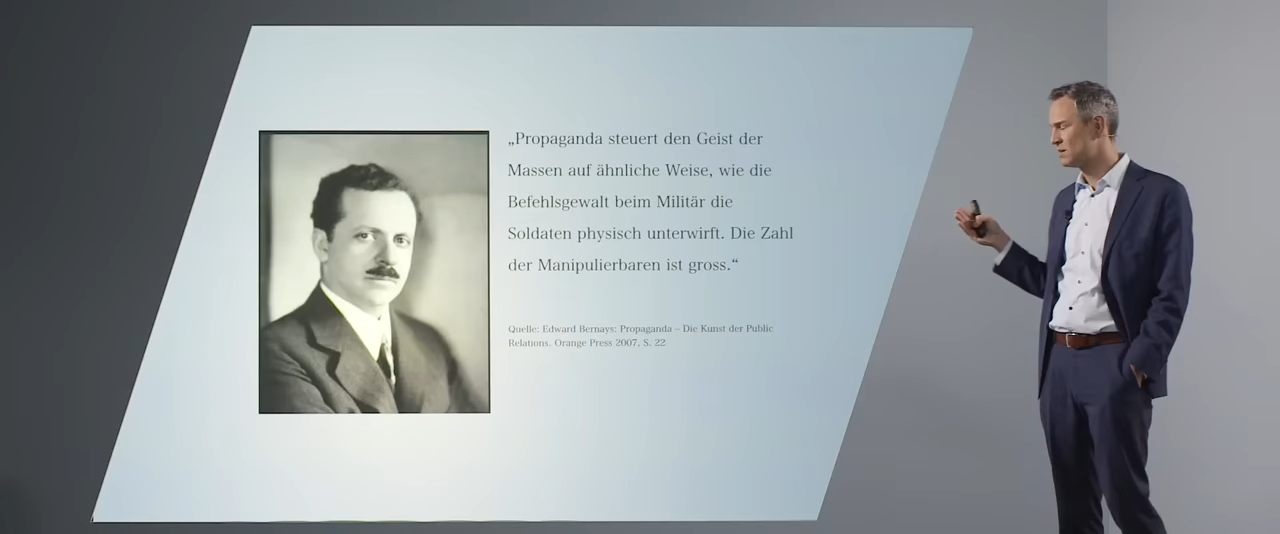 „Propaganda steuert den Geist der
Massen auf ähnliche Weise, wie die
Befehlsgewalt beim Militär die
Soldaten physisch unterwirft. Die Zahl
der Manipulierbaren ist gross.“
Quelle: Edward Bernays: Propaganda – Die Kunst der Public
Relations. Orange Press 2007, S. 22